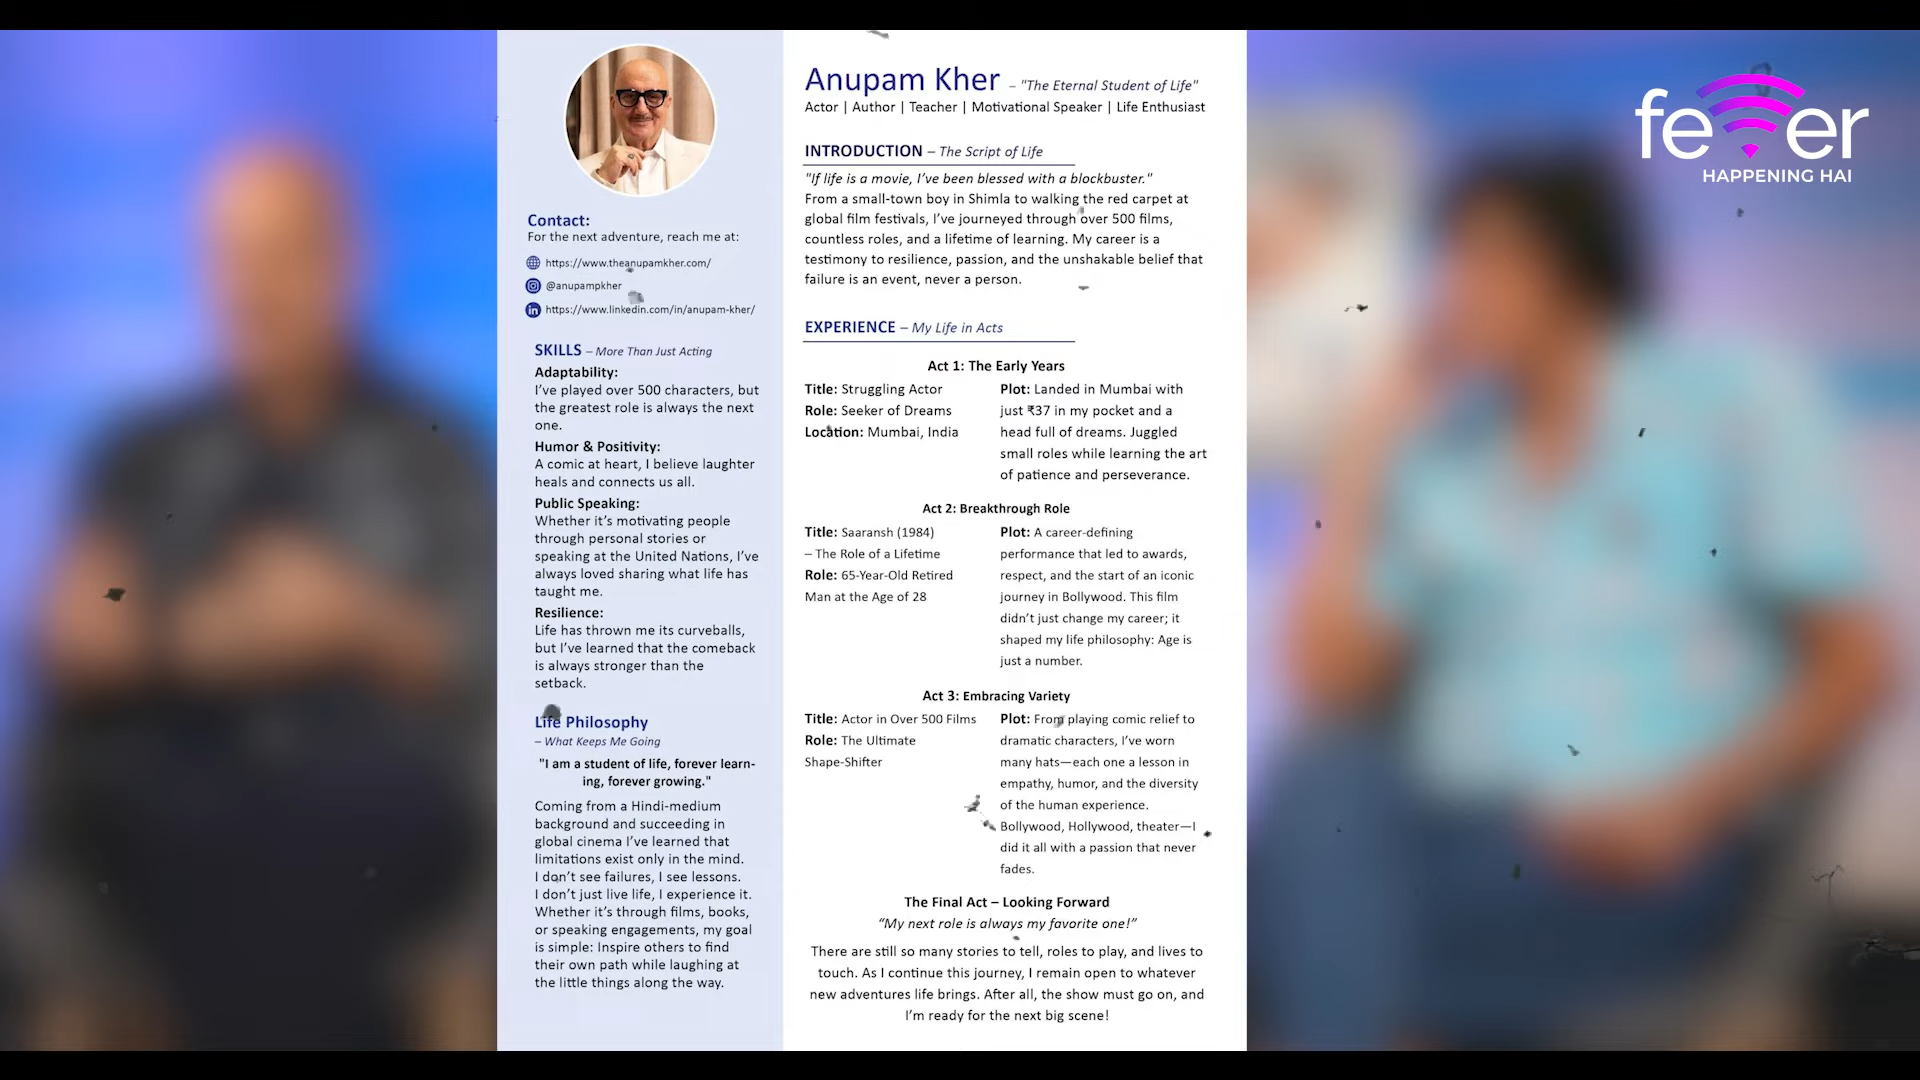 Contact:
For the next adventure, reach me at:
https://www.theanupamkher.com/
@anupampkher
https://www.linkedin.com/in/anupam-kher/
SKILLS – More Than Just Acting
Adaptability:
I've played over 500 characters, but
the greatest role is always the next
one.
Humor & Positivity:
A comic at heart, I believe laughter
heals and connects us all.
Public Speaking:
Whether it's motivating people
through personal stories or
speaking at the United Nations, I've
always loved sharing what life has
taught me.
Resilience:
Life has thrown me its curveballs,
but I've learned that the comeback
is always stronger than the
setback.
Life Philosophy
– What Keeps Me Going
"I am a student of life, forever learn-
ing, forever growing."
Coming from a Hindi-medium
background and succeeding in
global cinema I've learned that
limitations exist only in the mind.
I don't see failures, I see lessons.
I don't just live life, I experience it.
Whether it's through films, books,
or speaking engagements, my goal
is simple: Inspire others to find
their own path while laughing at
the little things along the way.
Anupam Kher – "The Eternal Student of Life"
Actor | Author | Teacher | Motivational Speaker | Life Enthusiast
INTRODUCTION – The Script of Life
"If life is a movie, I've been blessed with a blockbuster."
From a small-town boy in Shimla to walking the red carpet at
global film festivals, I've journeyed through over 500 films,
countless roles, and a lifetime of learning. My career is a
testimony to resilience, passion, and the unshakable belief that
failure is an event, never a person.
EXPERIENCE – My Life in Acts
Act 1: The Early Years
Title: Struggling Actor
Role: Seeker of Dreams
Location: Mumbai, India
Plot: Landed in Mumbai with
just ₹37 in my pocket and a
head full of dreams. Juggled
small roles while learning the art
of patience and perseverance.
Act 2: Breakthrough Role
Title: Saaransh (1984)
– The Role of a Lifetime
Role: 65-Year-Old Retired
Man at the Age of 28
Plot: A career-defining
performance that led to awards,
respect, and the start of an iconic
journey in Bollywood. This film
didn't just change my career; it
shaped my life philosophy: Age is
just a number.
Act 3: Embracing Variety
Title: Actor in Over 500 Films
Role: The Ultimate
Shape-Shifter
Plot: From playing comic relief to
dramatic characters, I've worn
many hats—each one a lesson in
empathy, humor, and the diversity
of the human experience.
Bollywood, Hollywood, theater—I
did it all with a passion that never
fades.
The Final Act – Looking Forward
“My next role is always my favorite one!”
There are still so many stories to tell, roles to play, and lives to
touch. As I continue this journey, I remain open to whatever
new adventures life brings. After all, the show must go on, and
I'm ready for the next big scene!
fever
HAPPENING HAI